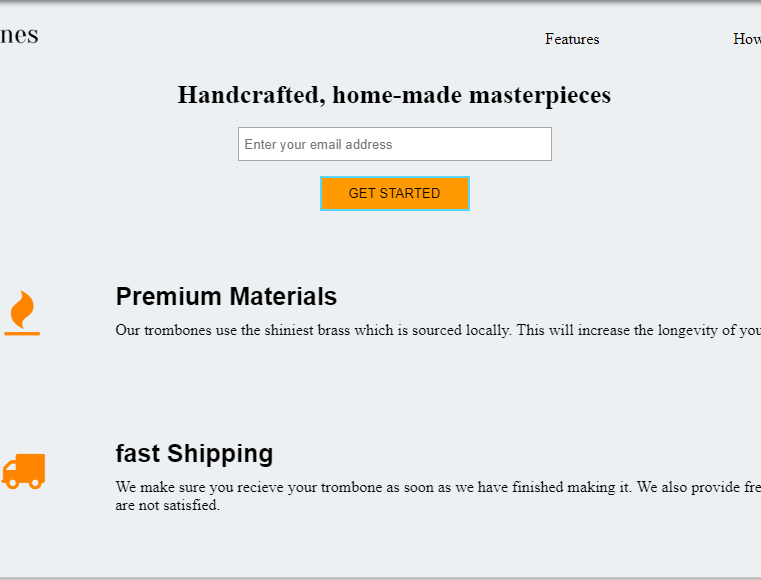 nes
Features
How
Handcrafted, home-made masterpieces
Enter your email address
GET STARTED
Premium Materials
Our trombones use the shiniest brass which is sourced locally. This will increase the longevity of you
fast Shipping
We make sure you recieve your trombone as soon as we have finished making it. We also provide fre
are not satisfied.